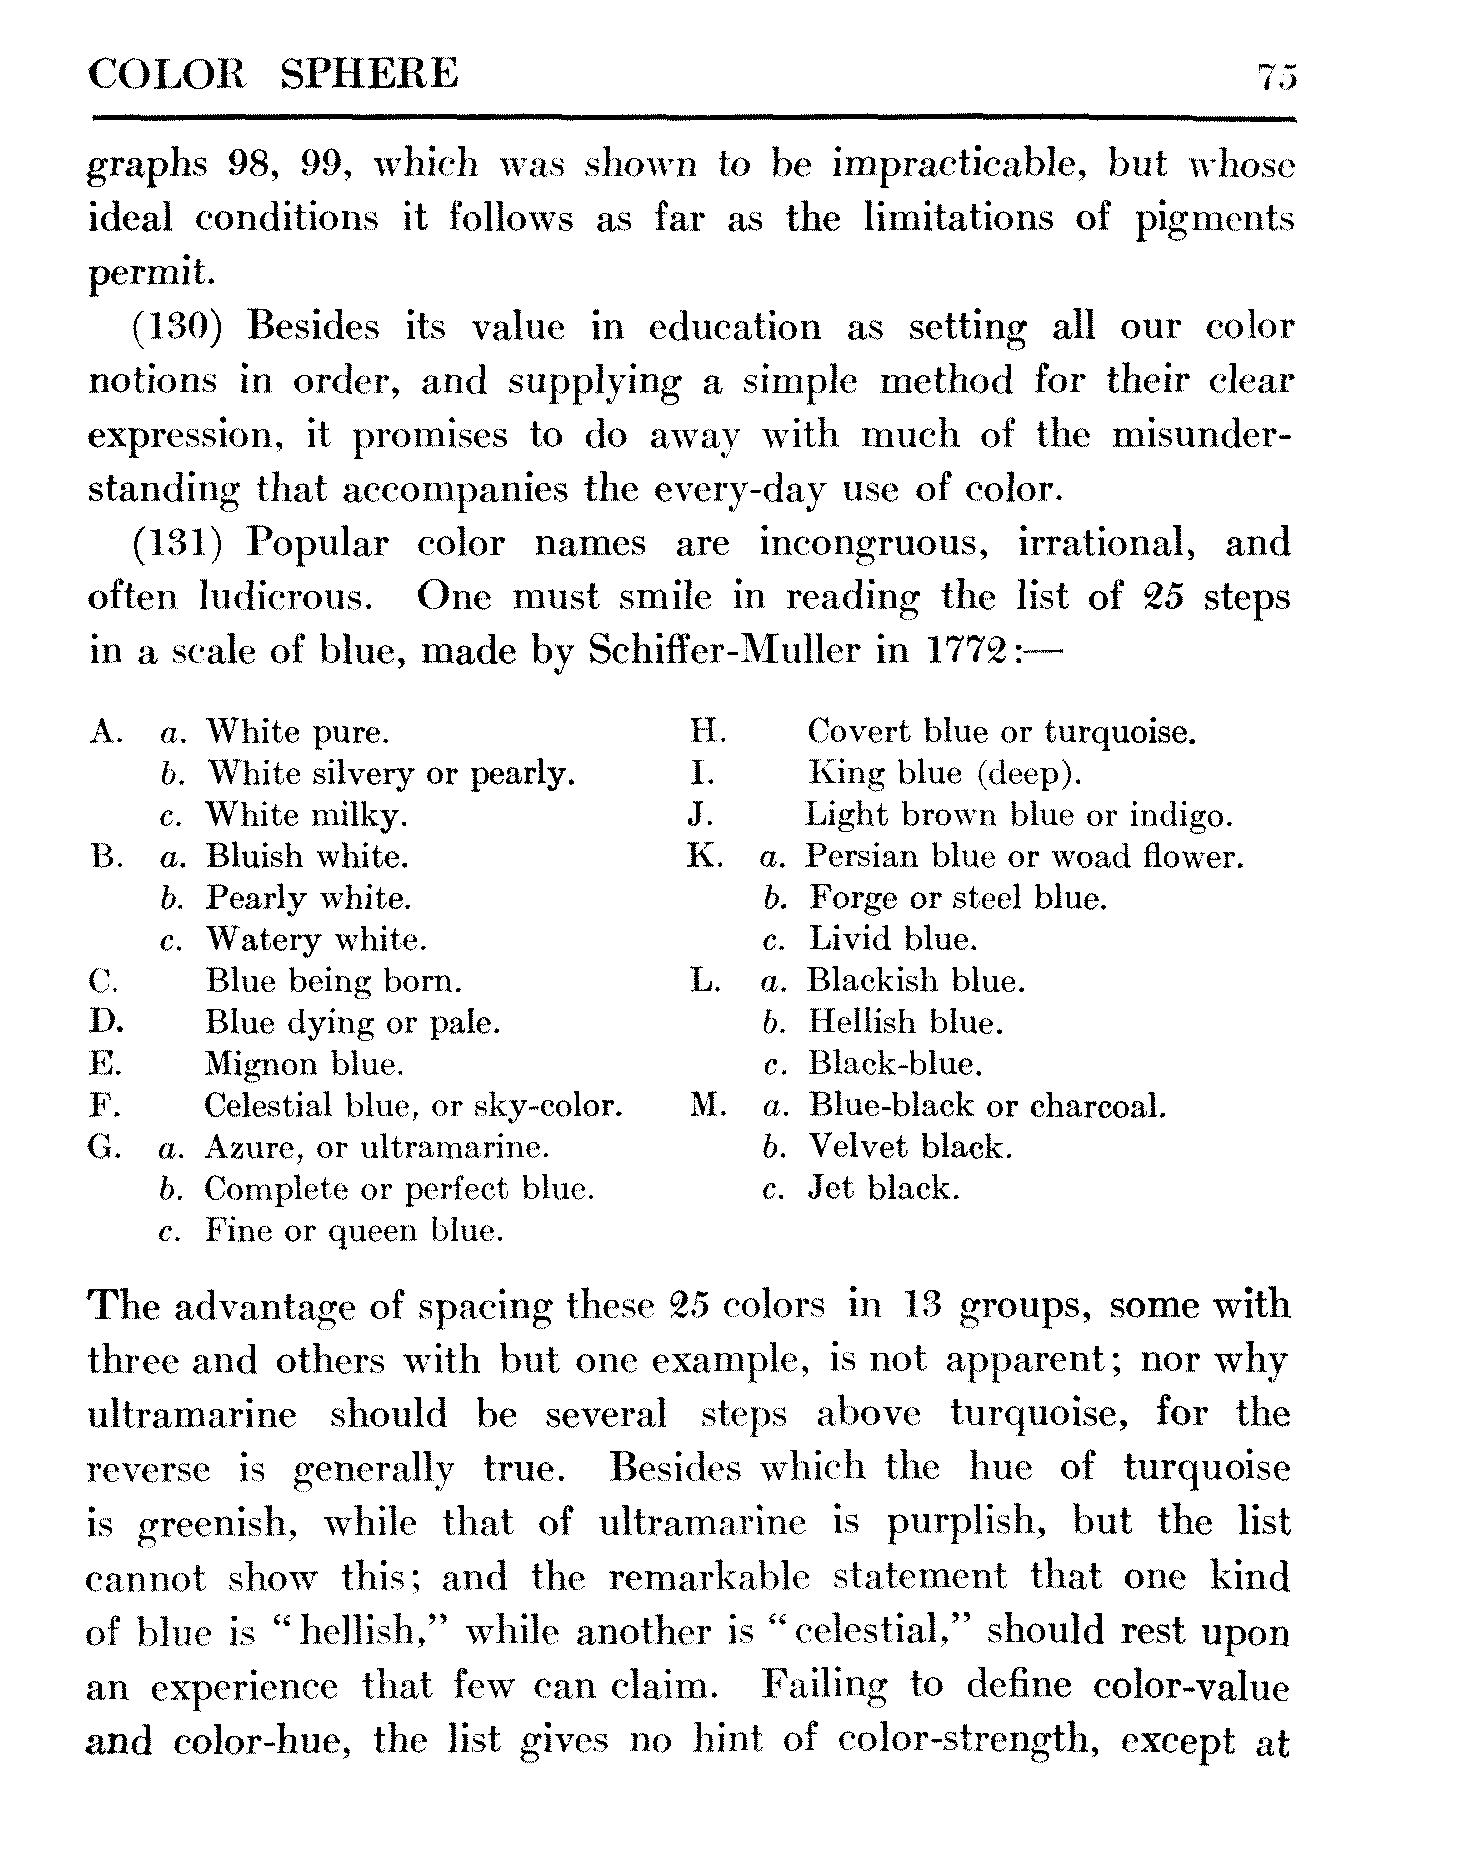 COLOR SPHERE 75
graphs 98, 99, which was shown to be impracticable, but whose
ideal conditions it follows as far as the limitations of pigments
permit.
(130) Besides its value in education as setting all our color
notions in order, and supplying a simple method for their clear
expression, it promises to do away with much of the misunder-
standing that accompanies the every-day use of color.
(131) Popular color names are incongruous, irrational, and
often ludicrous. One must smile in reading the list of 25 steps
in a scale of blue, made by Schiffer-Muller in 1772:—
A. a. White pure.
b. White silvery or pearly.
c. White milky.
B. a. Bluish white.
b. Pearly white.
c. Watery white.
C. Blue being born.
D. Blue dying or pale.
E. Mignon blue.
F. Celestial blue, or sky-color.
G. a. Azure, or ultramarine.
b. Complete or perfect blue.
c. Fine or queen blue.
H. Covert blue or turquoise.
I. King blue (deep).
J. Light brown blue or indigo.
K. a. Persian blue or woad flower.
b. Forge or steel blue.
c. Livid blue.
L. a. Blackish blue.
b. Hellish blue.
c. Black-blue.
M. a. Blue-black or charcoal.
b. Velvet black.
c. Jet black.
The advantage of spacing these 25 colors in 13 groups, some with
three and others with but one example, is not apparent; nor why
ultramarine should be several steps above turquoise, for the
reverse is generally true. Besides which the hue of turquoise
is greenish, while that of ultramarine is purplish, but the list
cannot show this; and the remarkable statement that one kind
of blue is "hellish," while another is "celestial," should rest upon
an experience that few can claim. Failing to define color-value
and color-hue, the list gives no hint of color-strength, except at